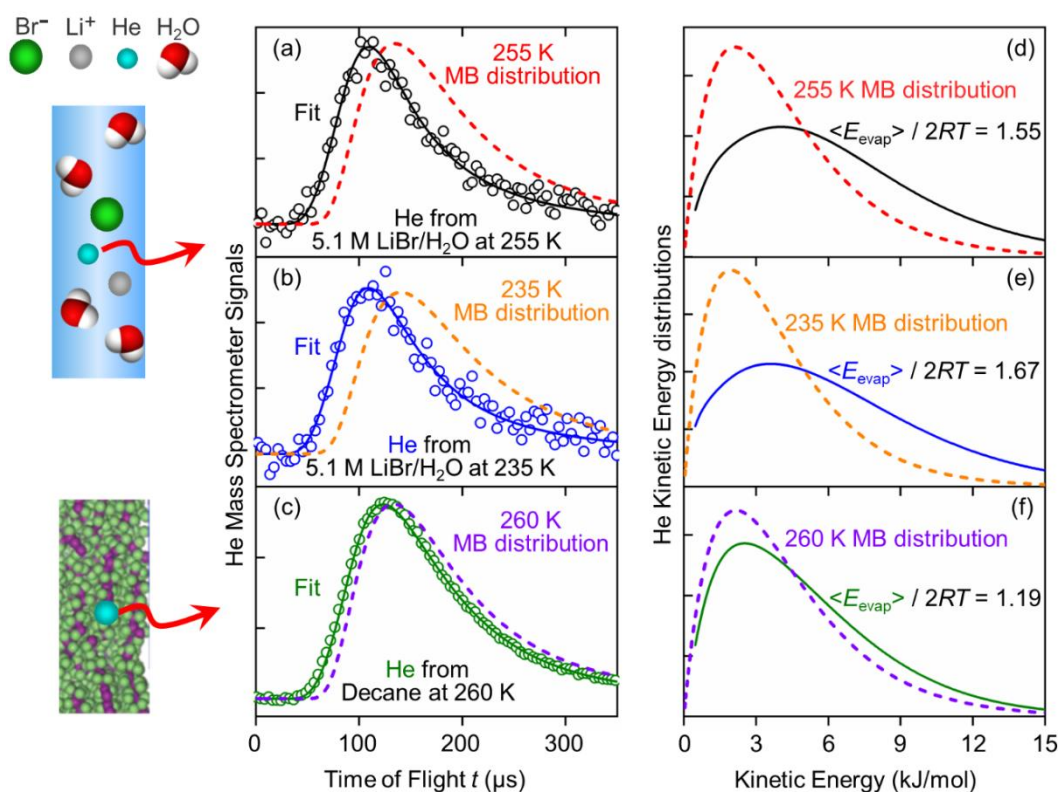 Br⁻ Li⁺ He H₂O
(a)
255 K
MB distribution
Fit
He from
5.1 M LiBr/H₂O at 255 K
(b)
235 K
MB distribution
Fit
He from
5.1 M LiBr/H₂O at 235 K
(c)
260 K
MB distribution
Fit
He from
Decane at 260 K
He Mass Spectrometer Signals
0 100 200 300
Time of Flight t (µs)
(d)
255 K MB distribution
<E_evap> / 2RT = 1.55
(e)
235 K MB distribution
<E_evap> / 2RT = 1.67
(f)
260 K MB distribution
<E_evap> / 2RT = 1.19
He Kinetic Energy distributions
0 3 6 9 12 15
Kinetic Energy (kJ/mol)